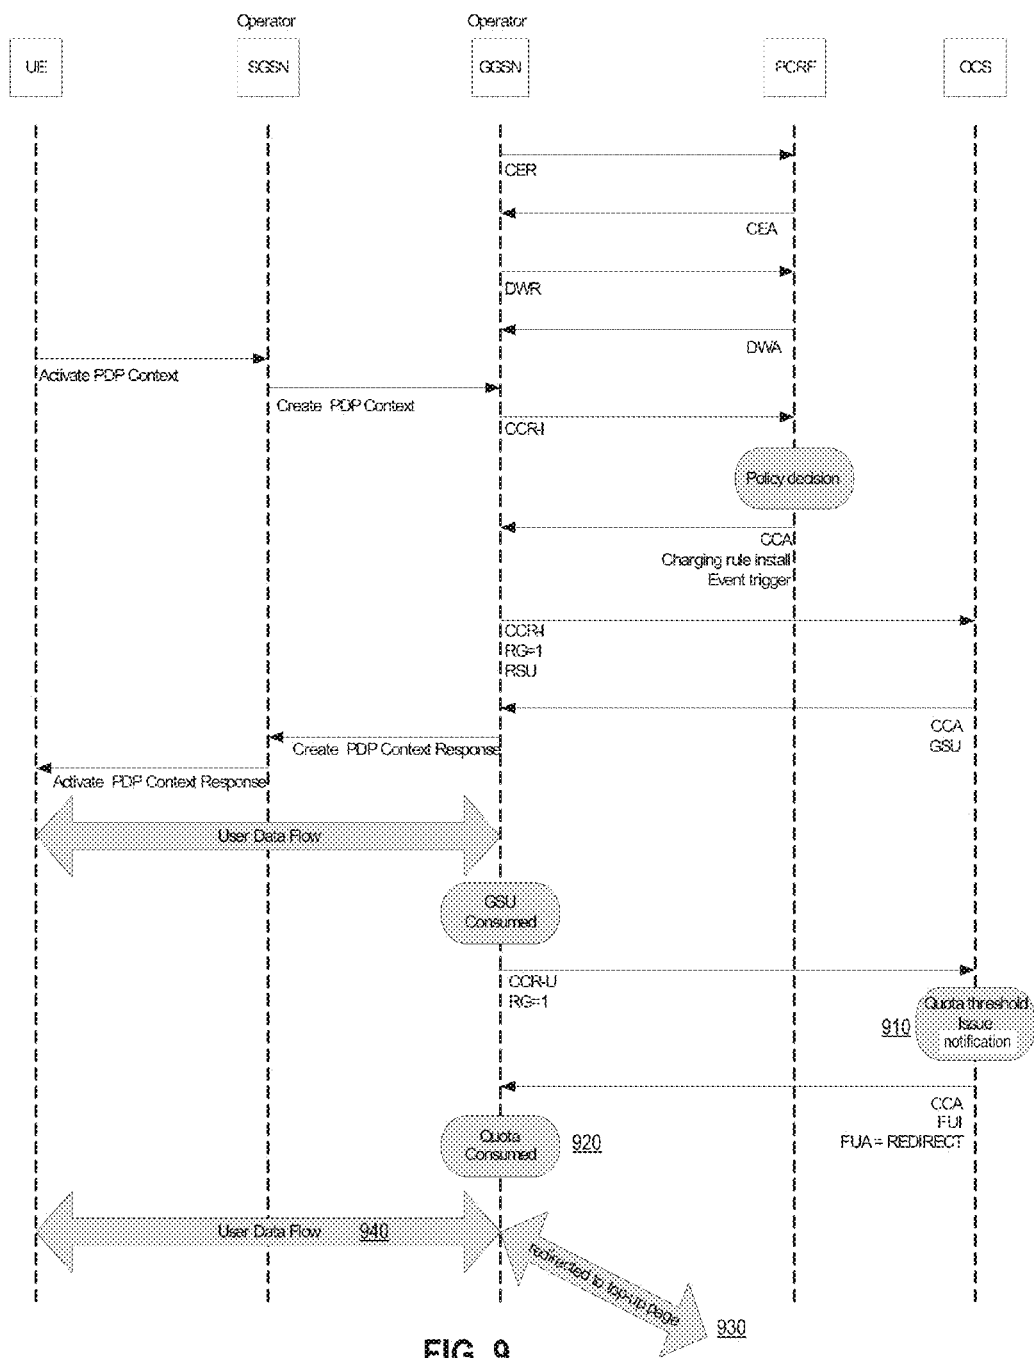 Operator
Operator
UE
SGSN
GGSN
PCRF
OCS
CER
CEA
DWR
DWA
Activate PDP Context
Create PDP Context
CCR-I
Policy decision
CCA
Charging rule install
Event trigger
CCR-I
RG=1
RSU
CCA
GSU
Create PDP Context Response
Activate PDP Context Response
User Data Flow
GSU
Consumed
CCR-U
RG=1
910
Quota threshold
Issue
notification
CCA
FUI
FUA = REDIRECT
Quota
Consumed
920
User Data Flow 940
redirected to top-up page
930
FIG. 9